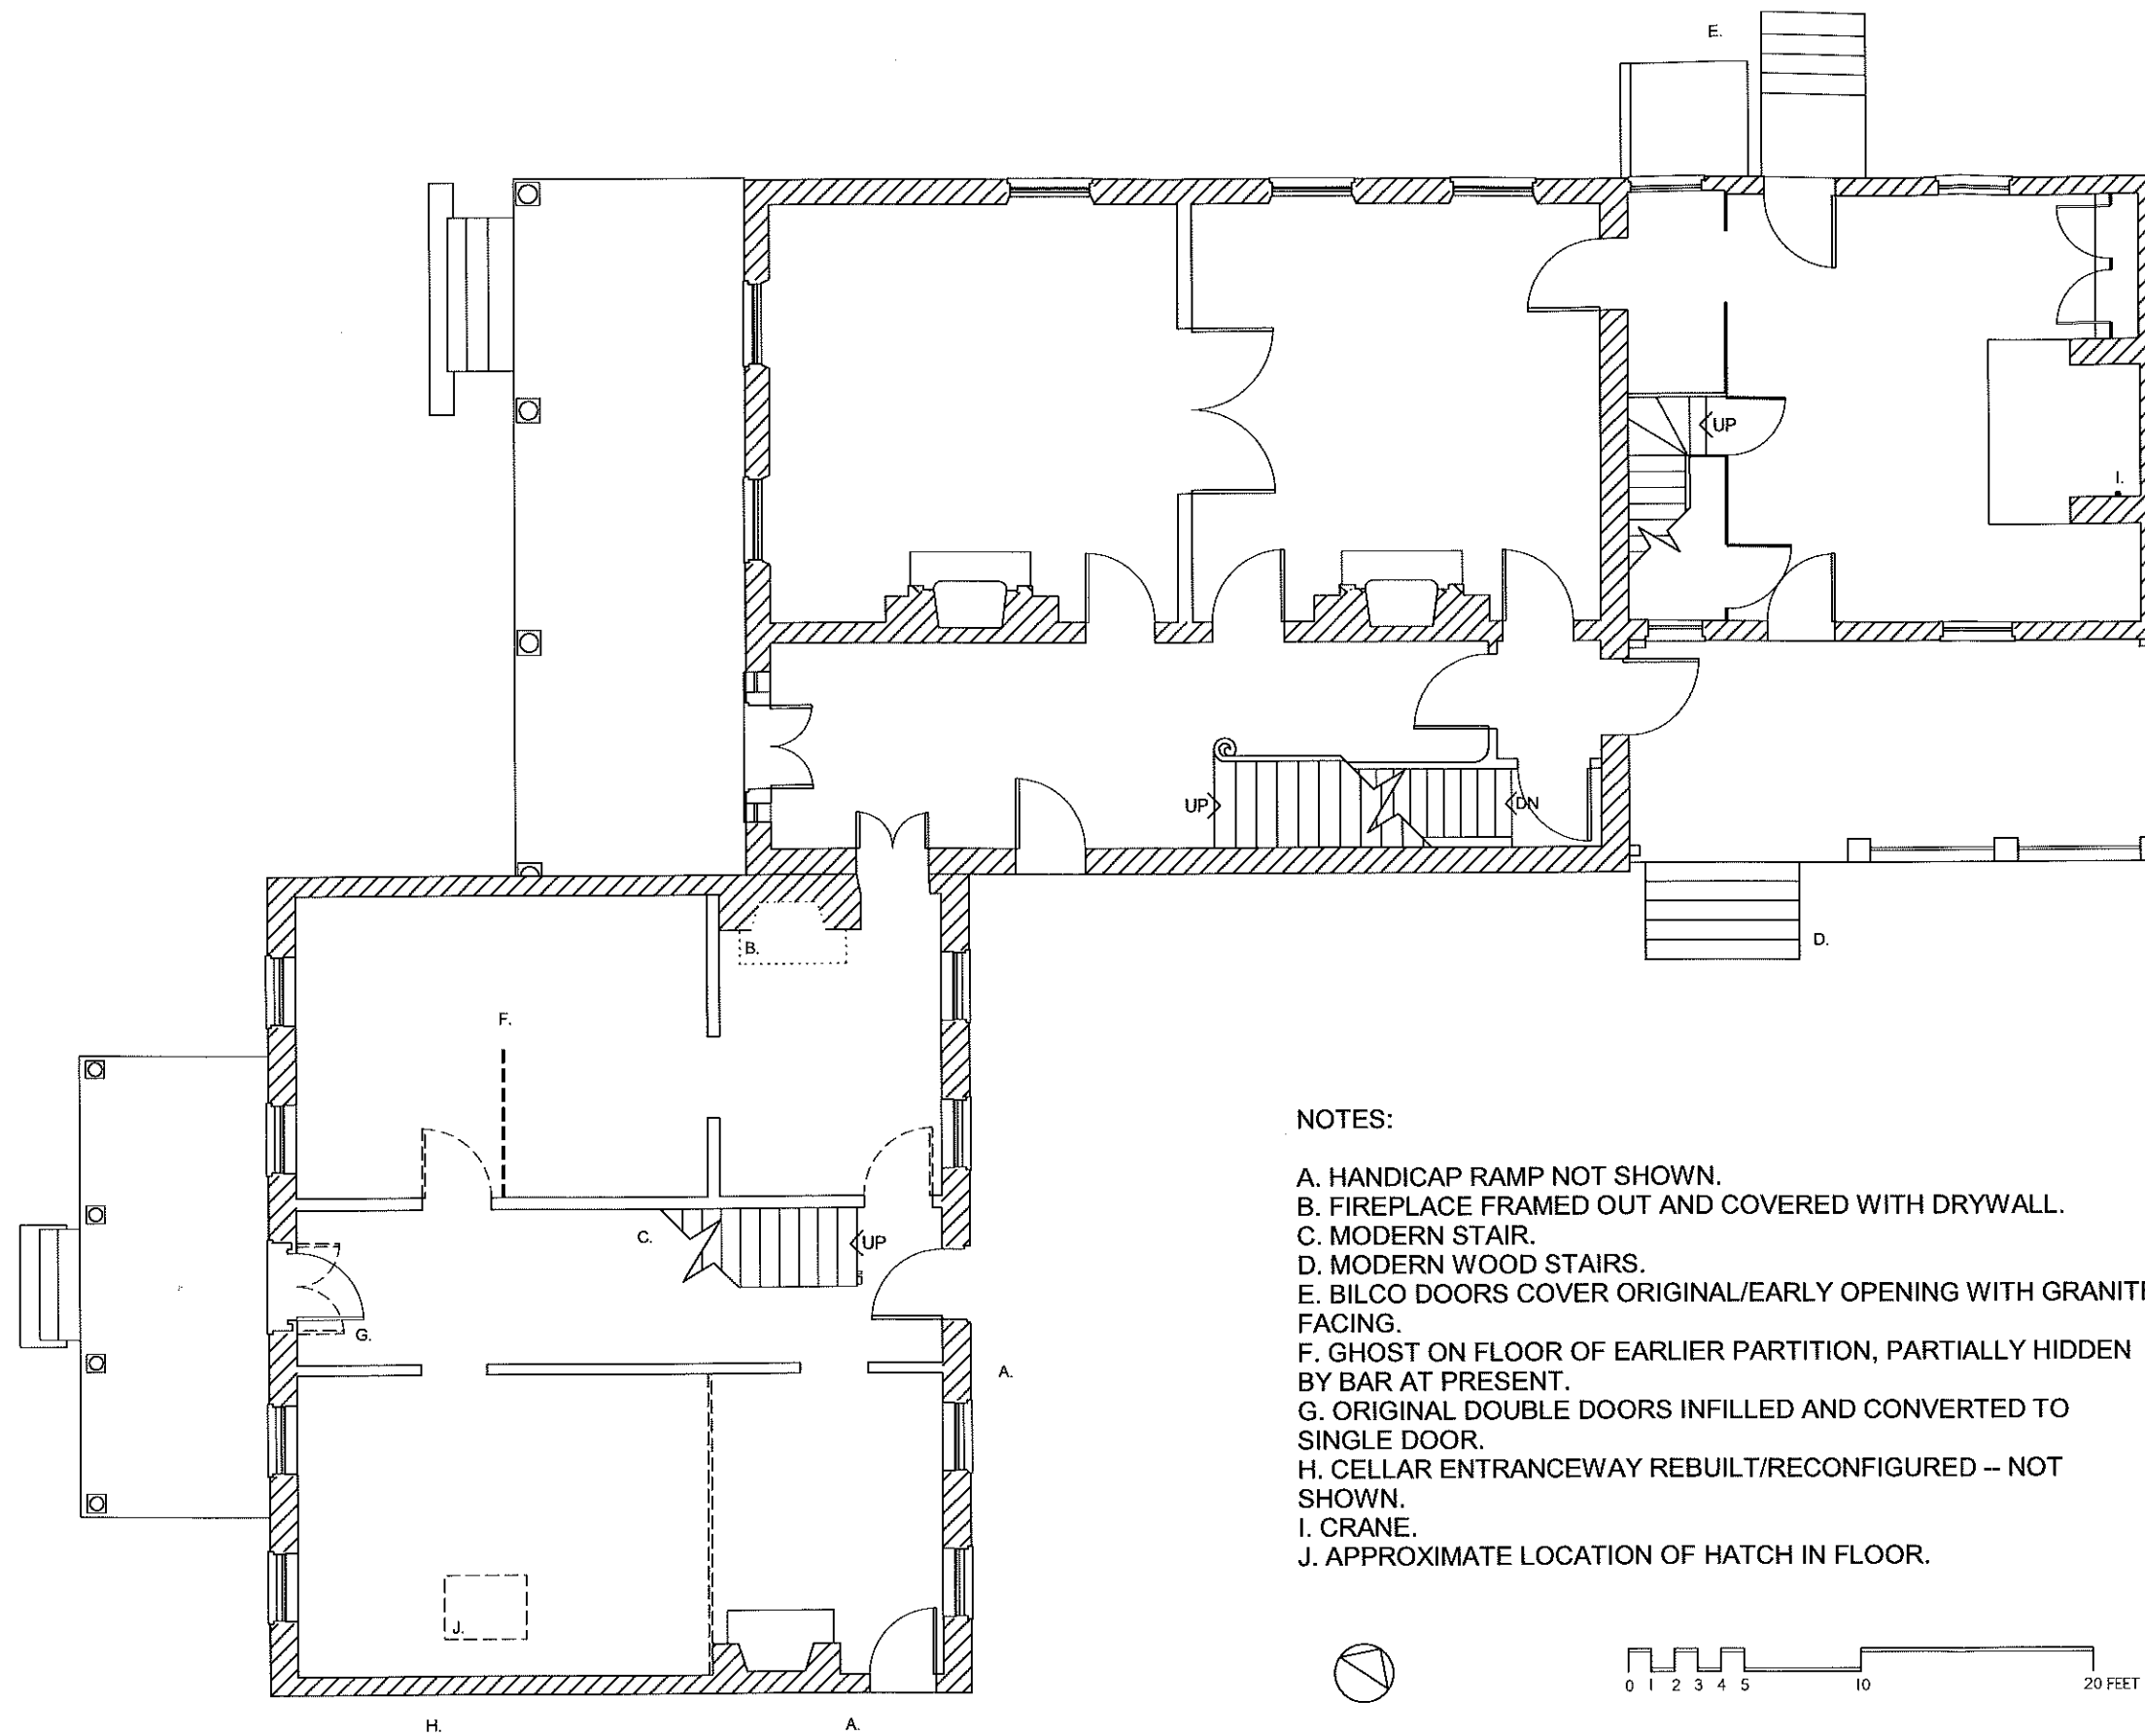 E.
UP
I.
UP
DN
B.
D.
F.
C.
UP
G.
A.
J.
H.
A.
NOTES:
A. HANDICAP RAMP NOT SHOWN.
B. FIREPLACE FRAMED OUT AND COVERED WITH DRYWALL.
C. MODERN STAIR.
D. MODERN WOOD STAIRS.
E. BILCO DOORS COVER ORIGINAL/EARLY OPENING WITH GRANITE
FACING.
F. GHOST ON FLOOR OF EARLIER PARTITION, PARTIALLY HIDDEN
BY BAR AT PRESENT.
G. ORIGINAL DOUBLE DOORS INFILLED AND CONVERTED TO
SINGLE DOOR.
H. CELLAR ENTRANCEWAY REBUILT/RECONFIGURED -- NOT
SHOWN.
I. CRANE.
J. APPROXIMATE LOCATION OF HATCH IN FLOOR.
0 1 2 3 4 5 10 20 FEET